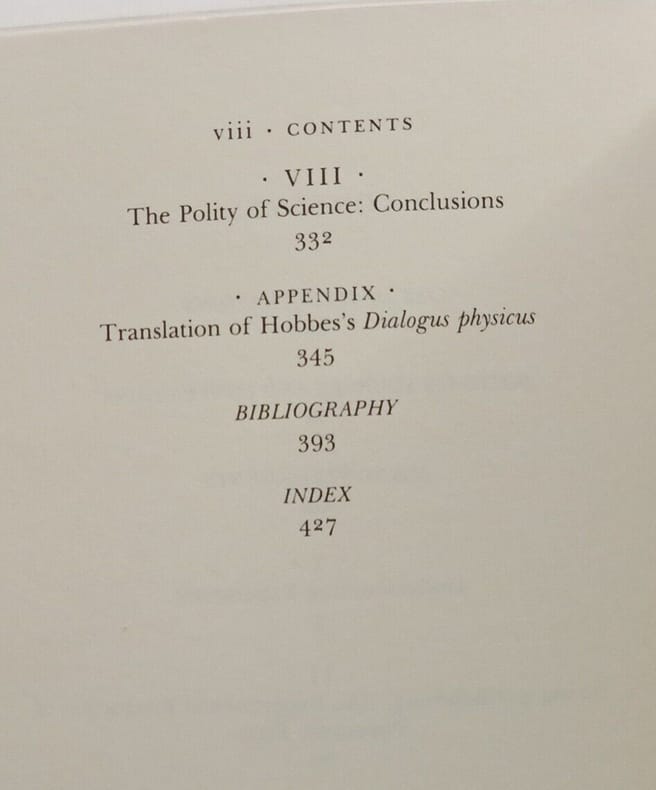 viii · CONTENTS
· VIII ·
The Polity of Science: Conclusions
332
· APPENDIX ·
Translation of Hobbes's Dialogus physicus
345
BIBLIOGRAPHY
393
INDEX
427